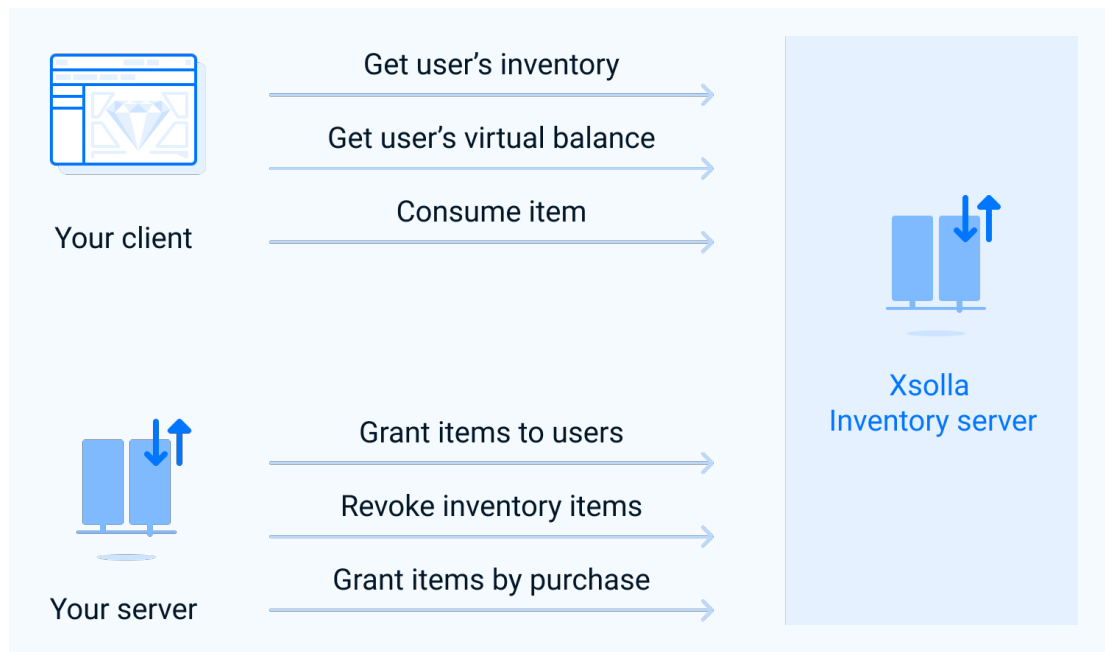 Get user’s inventory
Get user’s virtual balance
Consume item
Your client
Xsolla
Inventory server
Grant items to users
Revoke inventory items
Grant items by purchase
Your server